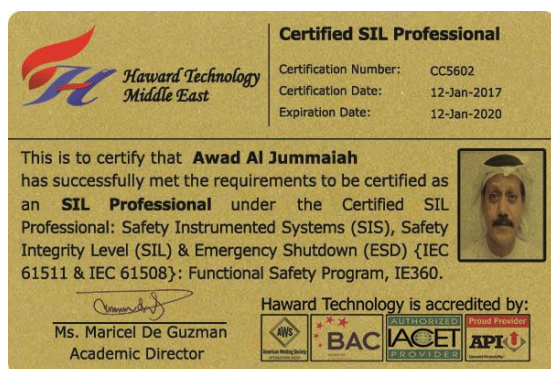 Haward Technology
Middle East
Certified SIL Professional
Certification Number: CC5602
Certification Date: 12-Jan-2017
Expiration Date: 12-Jan-2020
This is to certify that Awad Al Jummaiah
has successfully met the requirements to be certified as
an SIL Professional under the Certified SIL
Professional: Safety Instrumented Systems (SIS), Safety
Integrity Level (SIL) & Emergency Shutdown (ESD) {IEC
61511 & IEC 61508}: Functional Safety Program, IE360.
Ms. Maricel De Guzman
Academic Director
Haward Technology is accredited by:
AWS
American Welding Society
BAC
AUTHORIZED
IACET
PROVIDER
Proud Provider
API